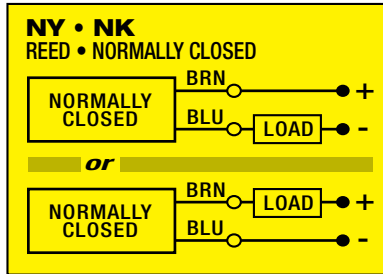 NY • NK
REED • NORMALLY CLOSED
BRN
+
NORMALLY
CLOSED
BLU
LOAD
-
or
BRN
LOAD
+
NORMALLY
CLOSED
BLU
-